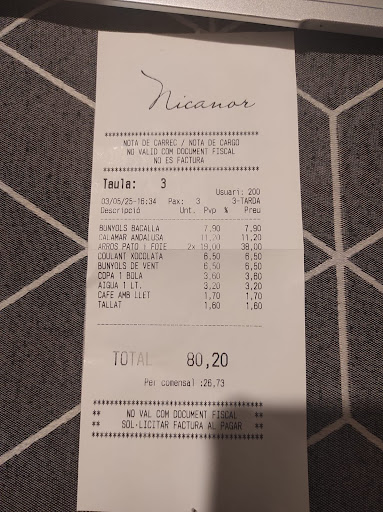 Nicanor
************************************
NOTA DE CARREC / NOTA DE CARGO
NO VALID COM DOCUMENT FISCAL
NO ES FACTURA
************************************
Taula: 3
Usuari: 200
03/05/25-16:34 Pax: 3 3-TARDA
Descripció Unt. Pvp % Preu
BUNYOLS BACALLA 7,90 7,90
CALAMAR ANDALUSA 11,20 11,20
ARROS PATO I FOIE 2x 19,00 38,00
COULANT XOCOLATA 6,50 6,50
BUNYOLS DE VENT 6,50 6,50
COPA 1 BOLA 3,60 3,60
AIGUA 1 LT. 3,20 3,20
CAFE AMB LLET 1,70 1,70
TALLAT 1,60 1,60
TOTAL 80,20
Per comensal :26,73
************************************
** NO VAL COM DOCUMENT FISCAL **
** SOL·LICITAR FACTURA AL PAGAR **
************************************